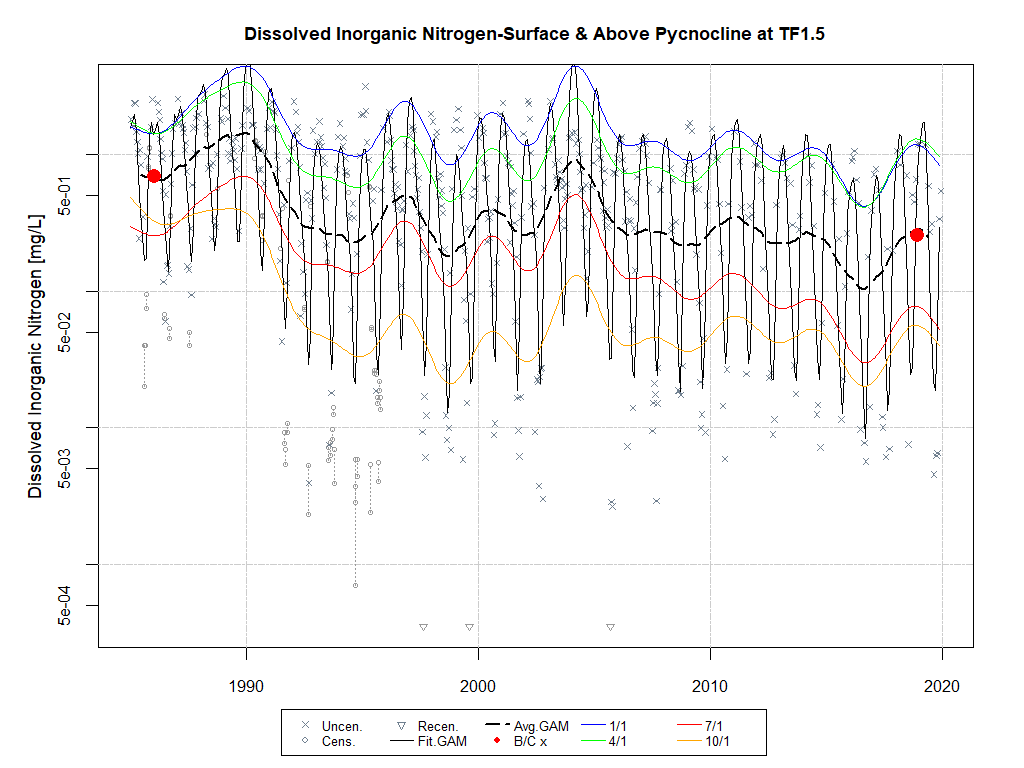 Dissolved Inorganic Nitrogen-Surface & Above Pycnocline at TF1.5
Dissolved Inorganic Nitrogen [mg/L]
5e-01
5e-02
5e-03
5e-04
1990 2000 2010 2020
Uncen. Recen. Avg.GAM 1/1 7/1
Cens. Fit.GAM B/C x 4/1 10/1